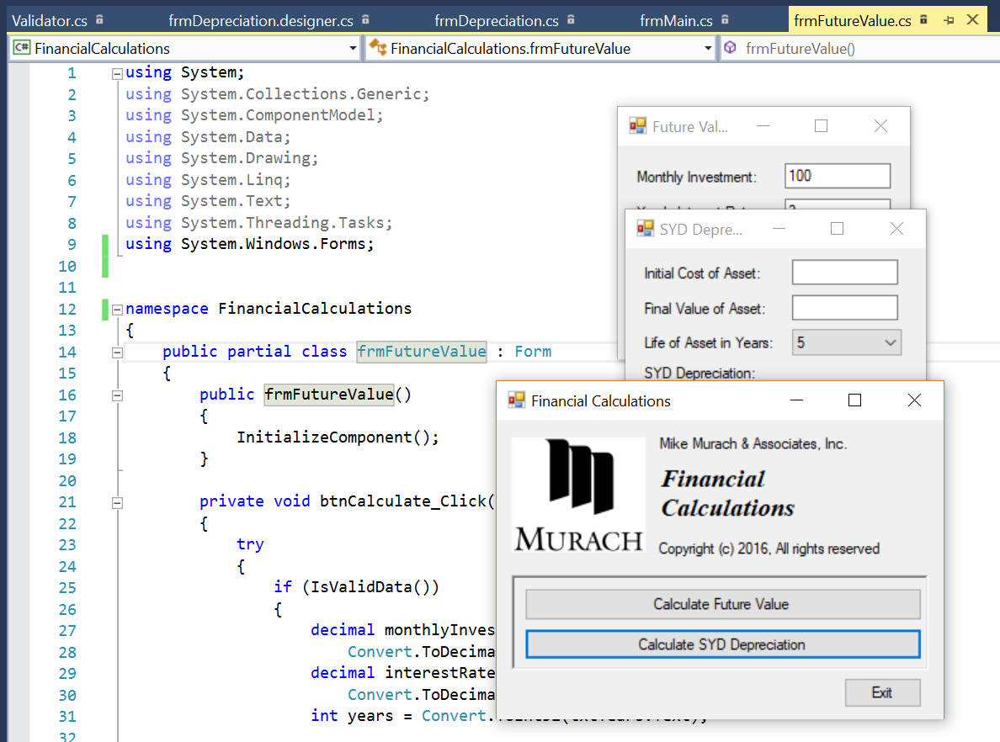 Validator.cs frmDepreciation.designer.cs frmDepreciation.cs frmMain.cs frmFutureValue.cs
C# FinancialCalculations FinancialCalculations.frmFutureValue frmFutureValue()
1 using System;
2 using System.Collections.Generic;
3 using System.ComponentModel;
4 using System.Data;
5 using System.Drawing;
6 using System.Linq;
7 using System.Text;
8 using System.Threading.Tasks;
9 using System.Windows.Forms;
10
11
12 namespace FinancialCalculations
13 {
14 public partial class frmFutureValue : Form
15 {
16 public frmFutureValue()
17 {
18 InitializeComponent();
19 }
20
21 private void btnCalculate_Click(
22 {
23 try
24 {
25 if (IsValidData())
26 {
27 decimal monthlyInves
28 Convert.ToDecima
29 decimal interestRate
30 Convert.ToDecima
31 int years = Convert.
32
Future Val...
Monthly Investment: 100
SYD Depre...
Initial Cost of Asset:
Final Value of Asset:
Life of Asset in Years: 5
SYD Depreciation:
Financial Calculations
MURACH
Mike Murach & Associates, Inc.
Financial
Calculations
Copyright (c) 2016, All rights reserved
Calculate Future Value
Calculate SYD Depreciation
Exit